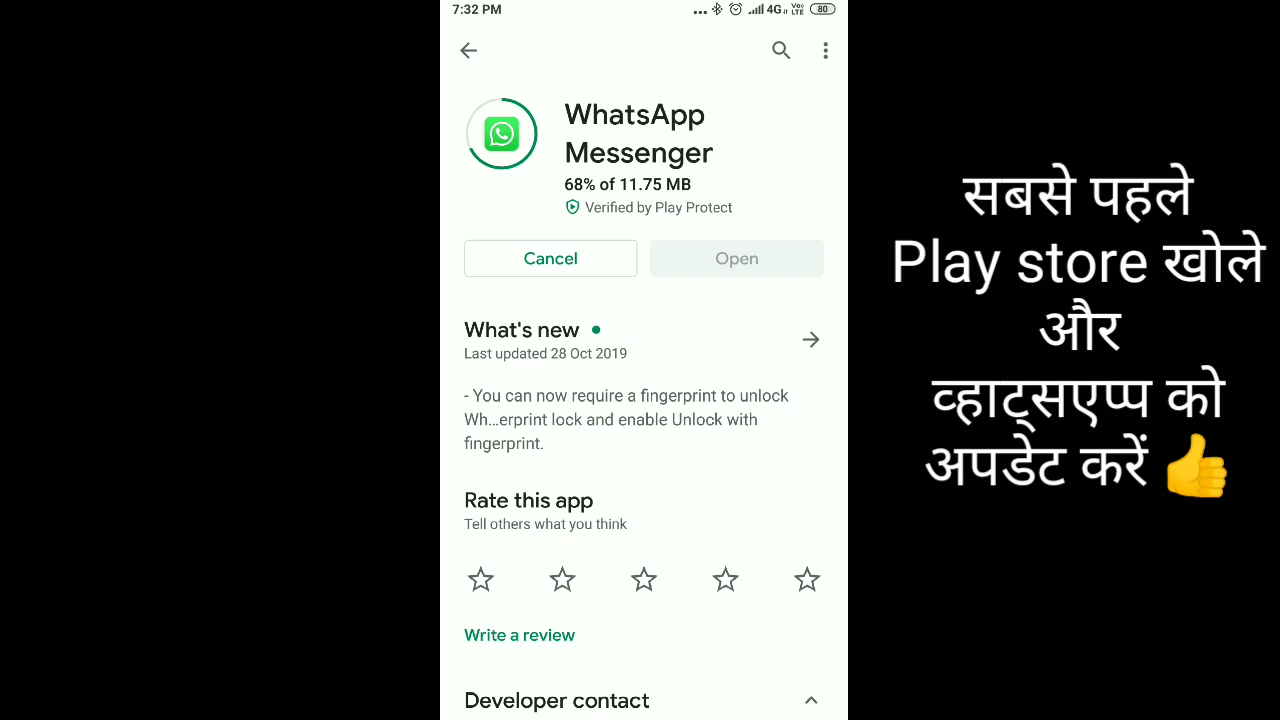 7:32 PM
4G
Vo
LTE
80
WhatsApp
Messenger
68% of 11.75 MB
Verified by Play Protect
Cancel
Open
What's new
Last updated 28 Oct 2019
- You can now require a fingerprint to unlock
Wh...erprint lock and enable Unlock with
fingerprint.
Rate this app
Tell others what you think
Write a review
Developer contact
सबसे पहले
Play store खोले
और
व्हाट्सएप्प को
अपडेट करें 👍